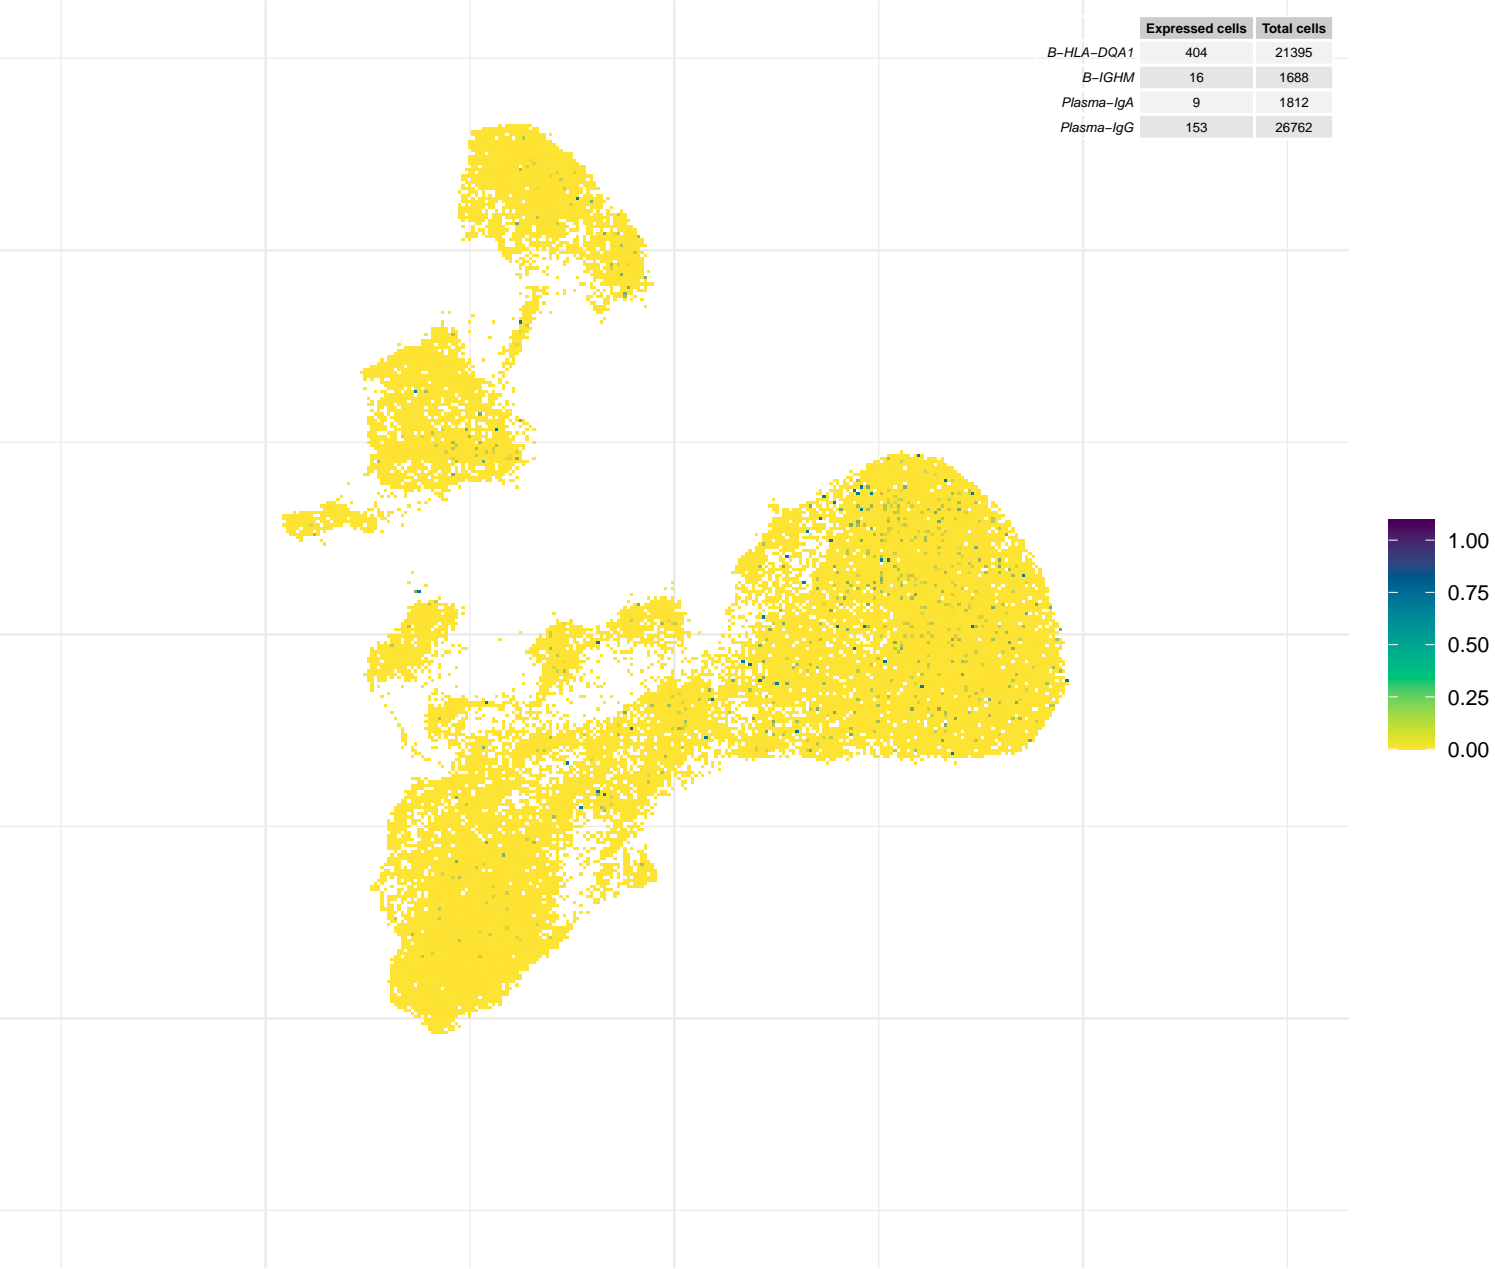 Expressed cells Total cells
B−HLA−DQA1 404 21395
B−IGHM 16 1688
Plasma−IgA 9 1812
Plasma−IgG 153 26762
1.00
0.75
0.50
0.25
0.00